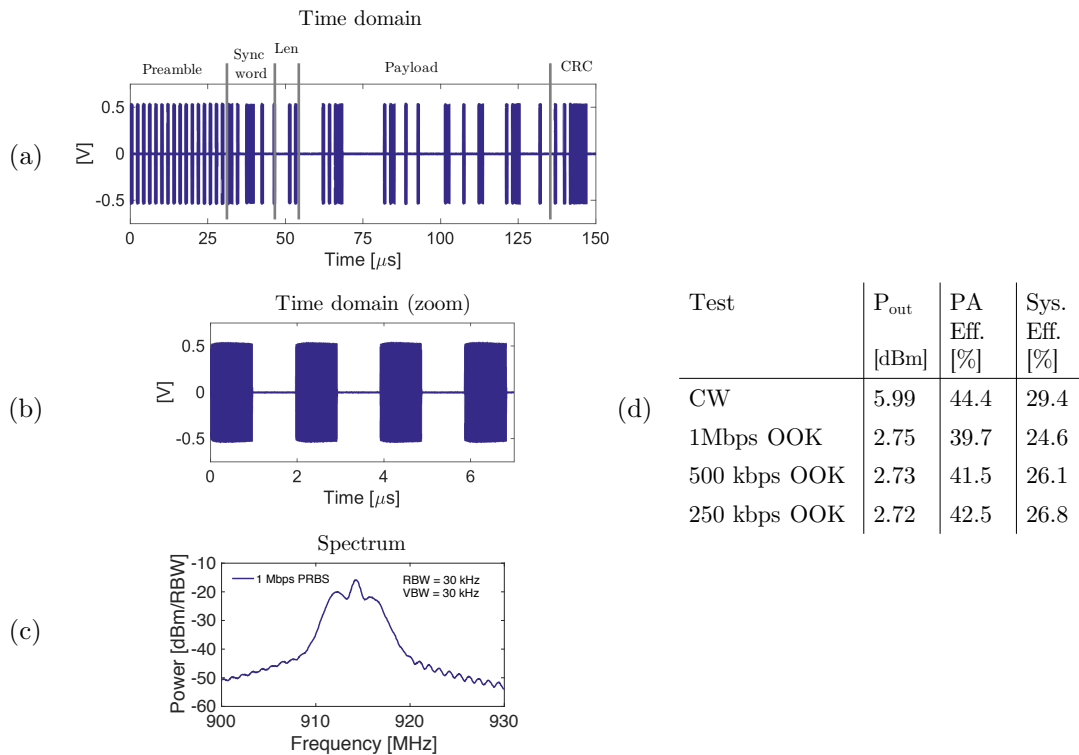 Time domain
Preamble
Sync
word
Len
Payload
CRC
(a)
[V]
0.5
0
-0.5
0 25 50 75 100 125 150
Time [μs]
Time domain (zoom)
(b)
[V]
0.5
0
-0.5
0 2 4 6
Time [μs]
Spectrum
(c)
Power [dBm/RBW]
-10
-20
-30
-40
-50
-60
1 Mbps PRBS
RBW = 30 kHz
VBW = 30 kHz
900 910 920 930
Frequency [MHz]
(d)
Test Pout PA Sys.
Eff. Eff.
[dBm] [%] [%]
CW 5.99 44.4 29.4
1Mbps OOK 2.75 39.7 24.6
500 kbps OOK 2.73 41.5 26.1
250 kbps OOK 2.72 42.5 26.8